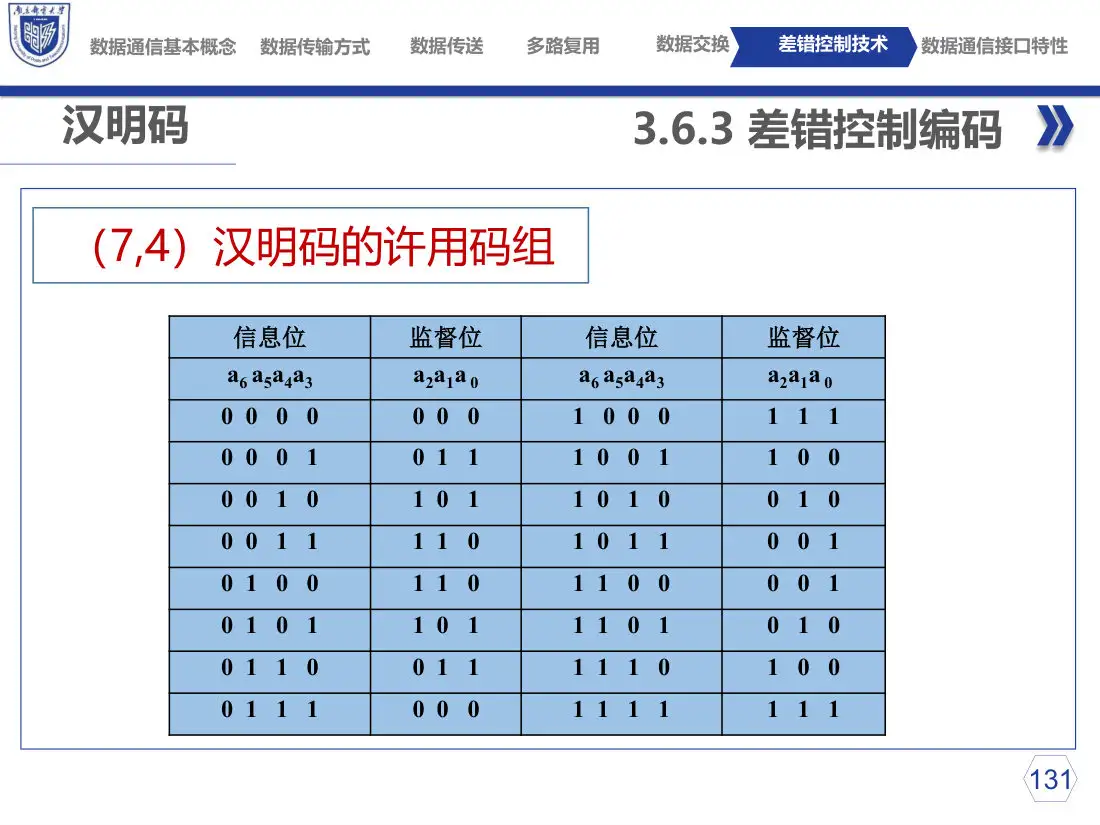 数据通信基本概念 数据传输方式 数据传送 多路复用 数据交换 差错控制技术 数据通信接口特性
汉明码 3.6.3 差错控制编码
（7,4）汉明码的许用码组
信息位 监督位 信息位 监督位
a6 a5a4a3 a2a1a0 a6 a5a4a3 a2a1a0
0 0 0 0 0 0 0 1 0 0 0 1 1 1
0 0 0 1 0 1 1 1 0 0 1 1 0 0
0 0 1 0 1 0 1 1 0 1 0 0 1 0
0 0 1 1 1 1 0 1 0 1 1 0 0 1
0 1 0 0 1 1 0 1 1 0 0 0 0 1
0 1 0 1 1 0 1 1 1 0 1 0 1 0
0 1 1 0 0 1 1 1 1 1 0 1 0 0
0 1 1 1 0 0 0 1 1 1 1 1 1 1
131